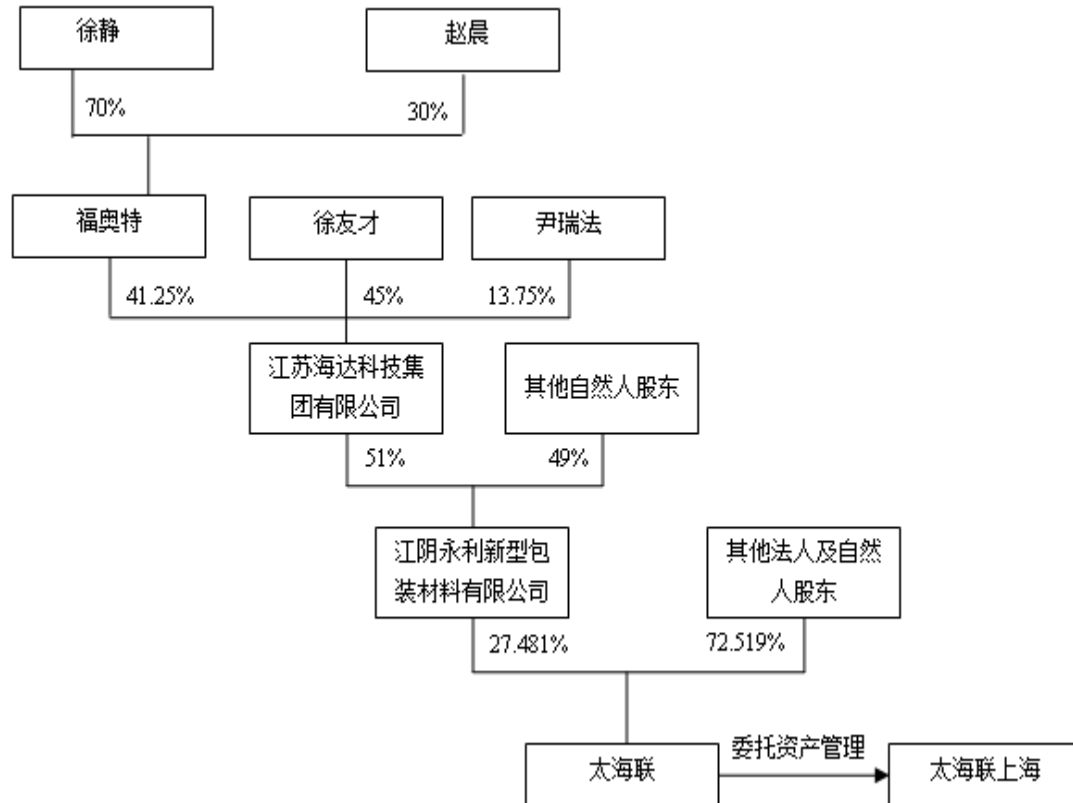 徐静
赵晨
70%
30%
福奥特
徐友才
尹瑞法
41.25%
45%
13.75%
江苏海达科技集
团有限公司
其他自然人股东
51%
49%
江阴永利新型包
装材料有限公司
其他法人及自然
人股东
27.481%
72.519%
太海联
委托资产管理
太海联上海